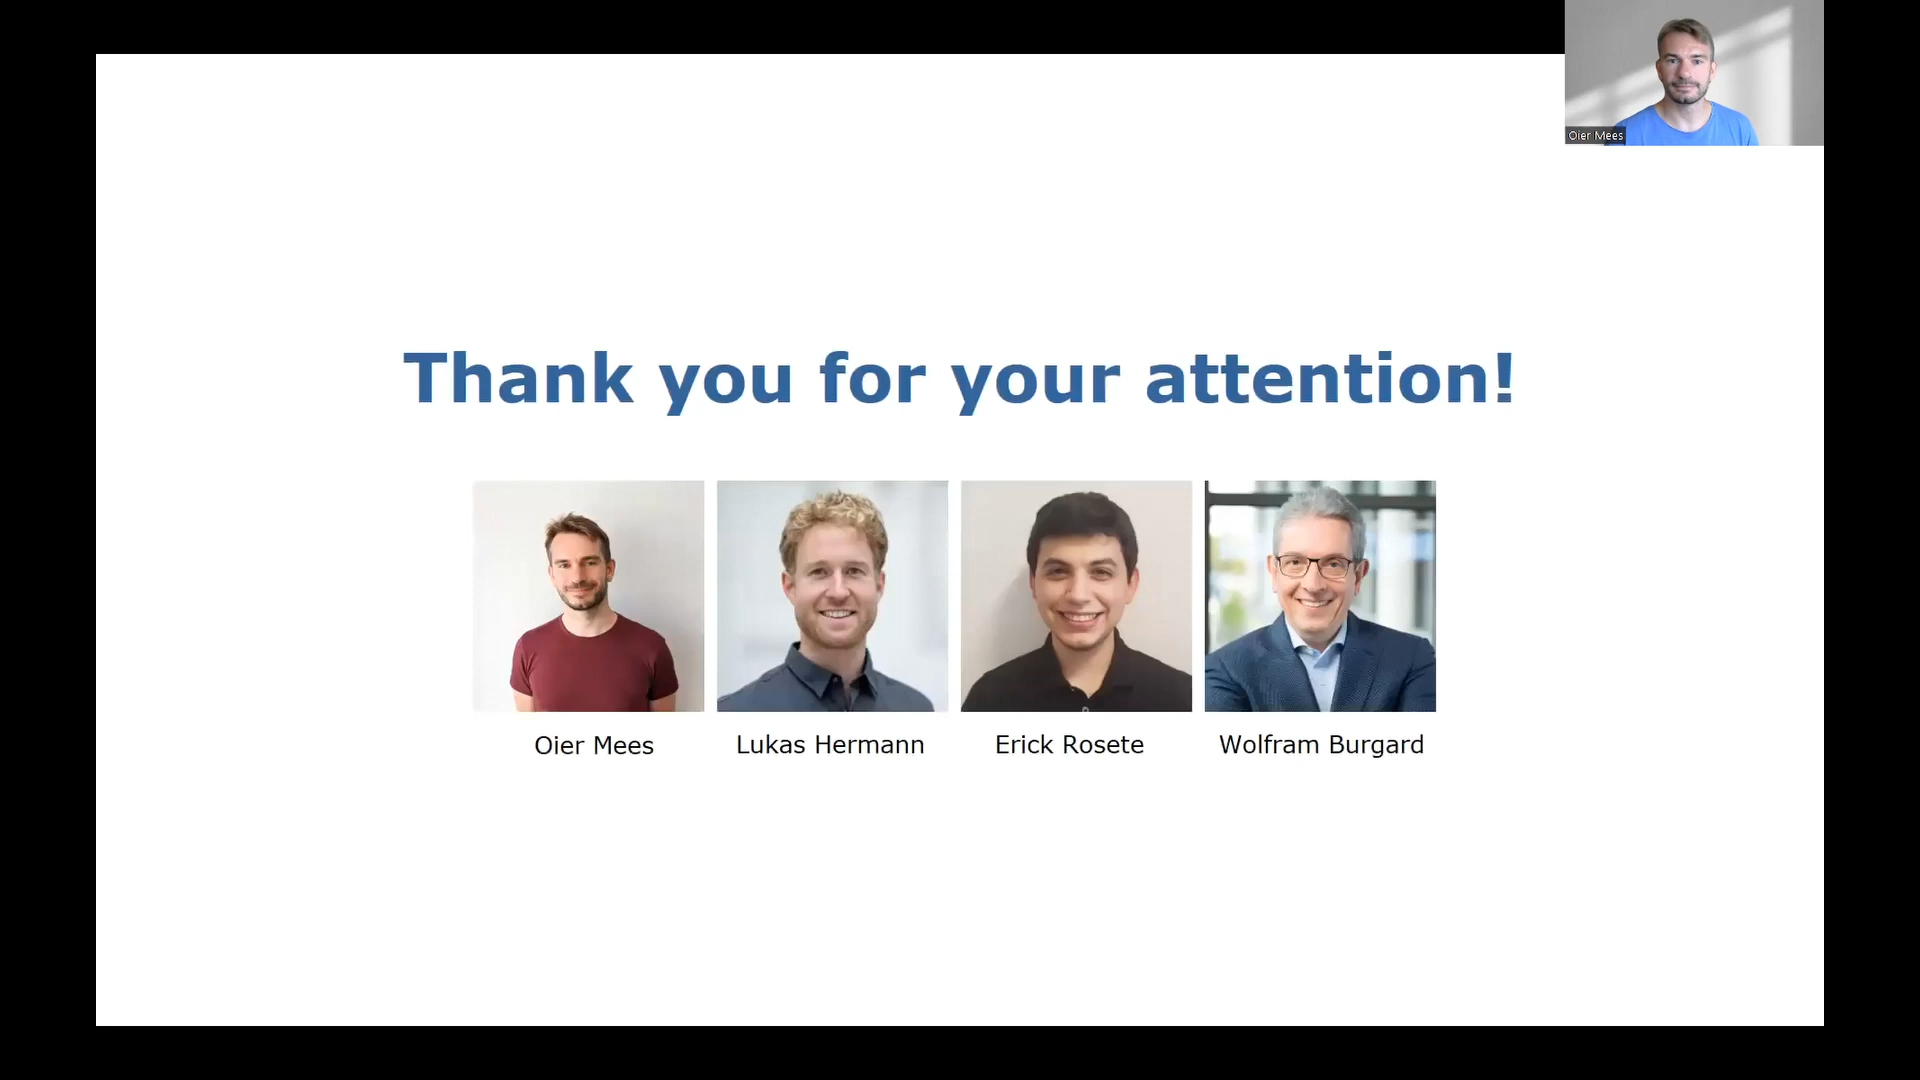 Oier Mees
Thank you for your attention!
Oier Mees
Lukas Hermann
Erick Rosete
Wolfram Burgard